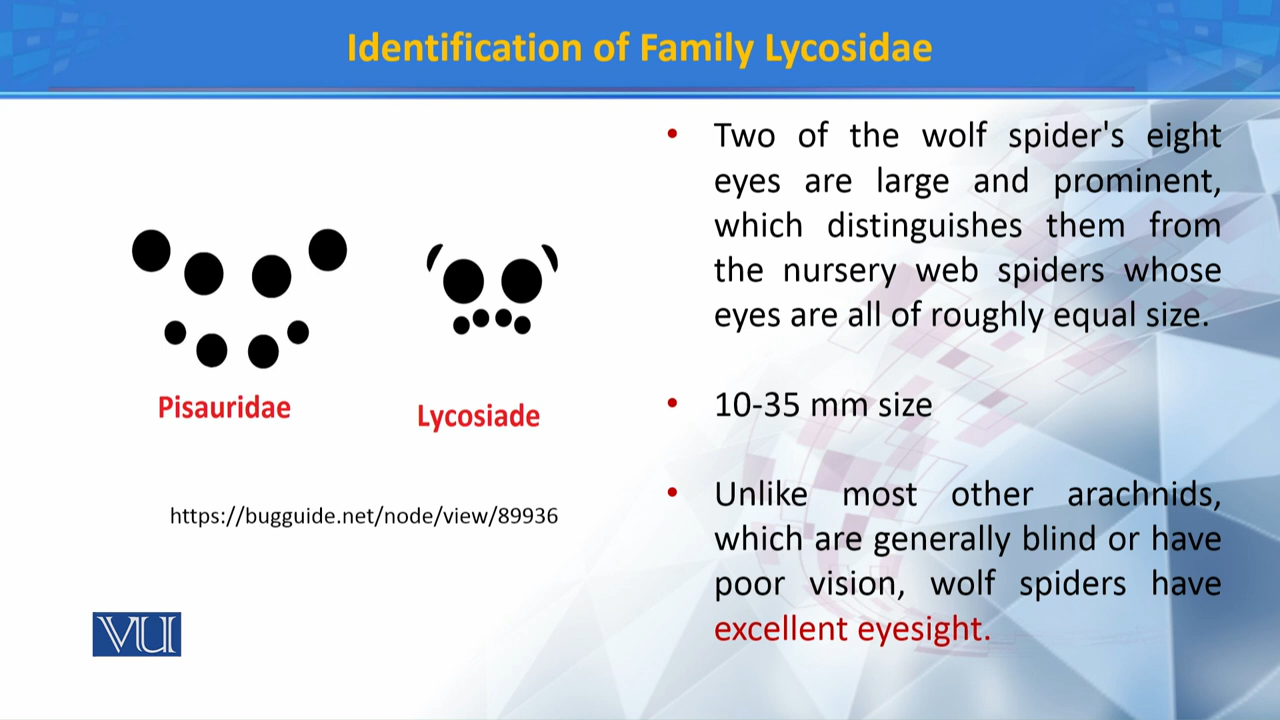 Identification of Family Lycosidae
Pisauridae
Lycosiade
https://bugguide.net/node/view/89936
VU
• Two of the wolf spider's eight
eyes are large and prominent,
which distinguishes them from
the nursery web spiders whose
eyes are all of roughly equal size.
• 10-35 mm size
• Unlike most other arachnids,
which are generally blind or have
poor vision, wolf spiders have
excellent eyesight.